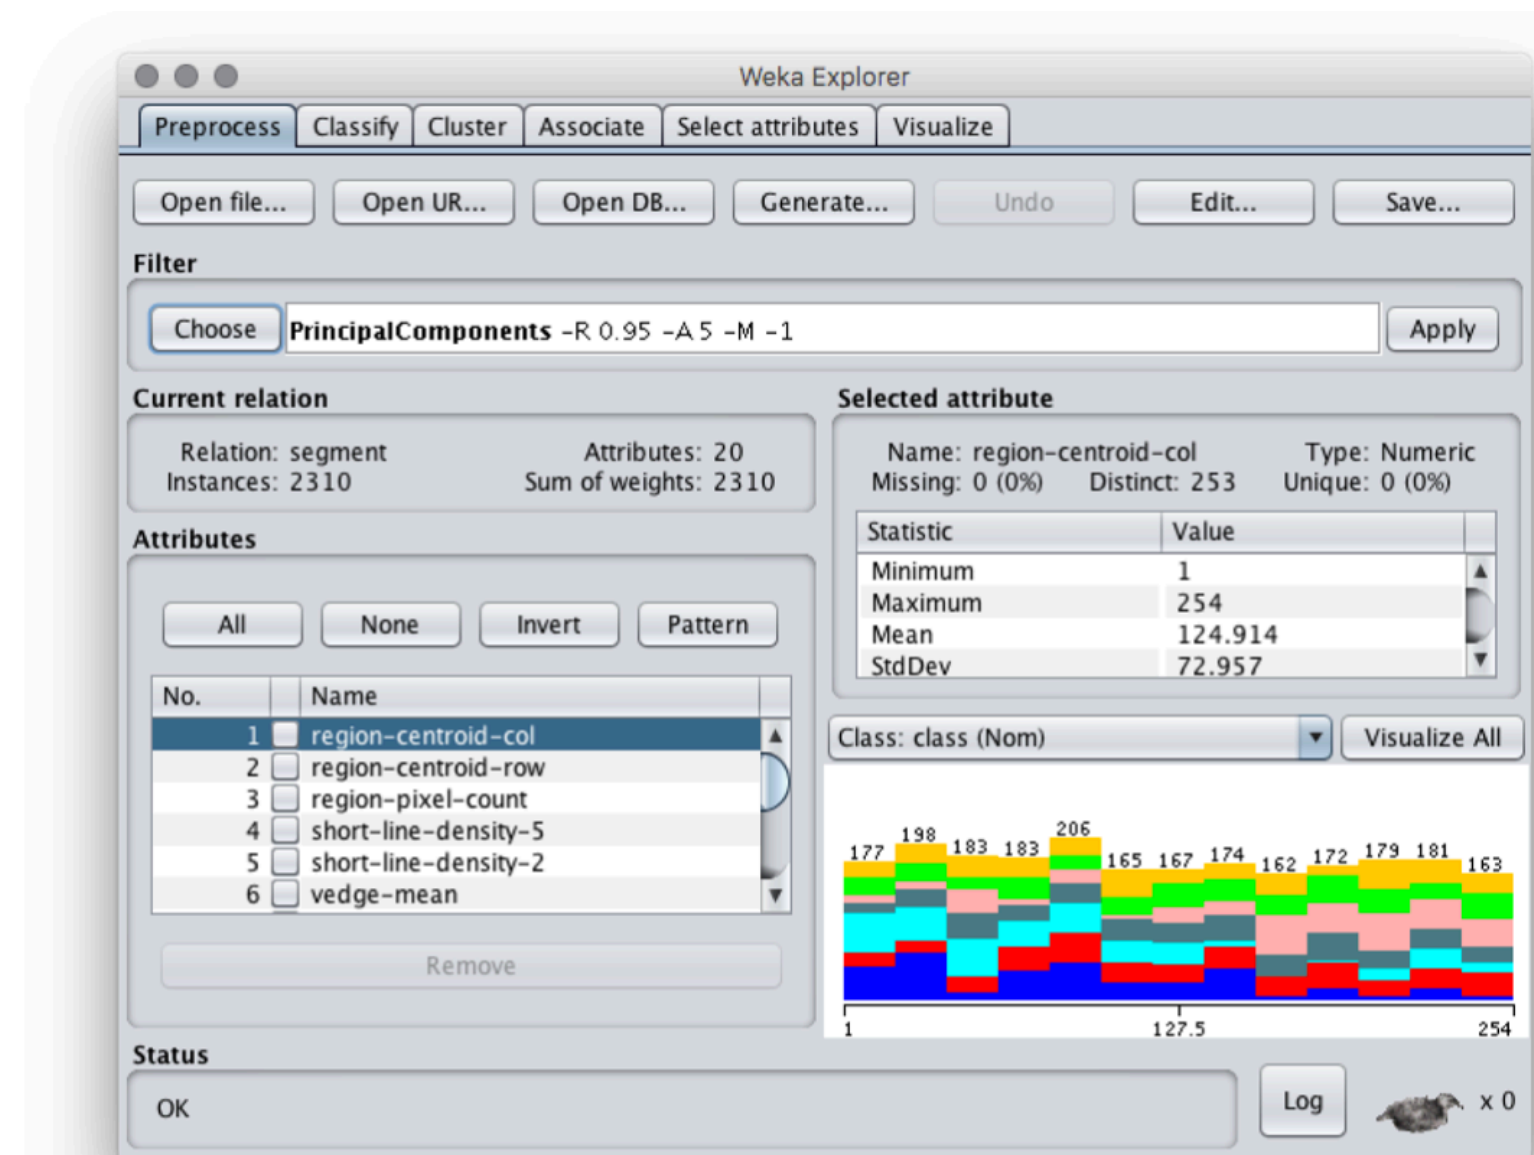 Weka Explorer
Preprocess Classify Cluster Associate Select attributes Visualize
Open file... Open UR... Open DB... Generate... Undo Edit... Save...
Filter
Choose PrincipalComponents -R 0.95 -A 5 -M -1 Apply
Current relation
Relation: segment Attributes: 20
Instances: 2310 Sum of weights: 2310
Attributes
All None Invert Pattern
No. Name
1 region-centroid-col
2 region-centroid-row
3 region-pixel-count
4 short-line-density-5
5 short-line-density-2
6 vedge-mean
Remove
Selected attribute
Name: region-centroid-col Type: Numeric
Missing: 0 (0%) Distinct: 253 Unique: 0 (0%)
Statistic Value
Minimum 1
Maximum 254
Mean 124.914
StdDev 72.957
Class: class (Nom) Visualize All
177 198 183 183 206 165 167 174 162 172 179 181 163
1 127.5 254
Status
OK
Log x 0